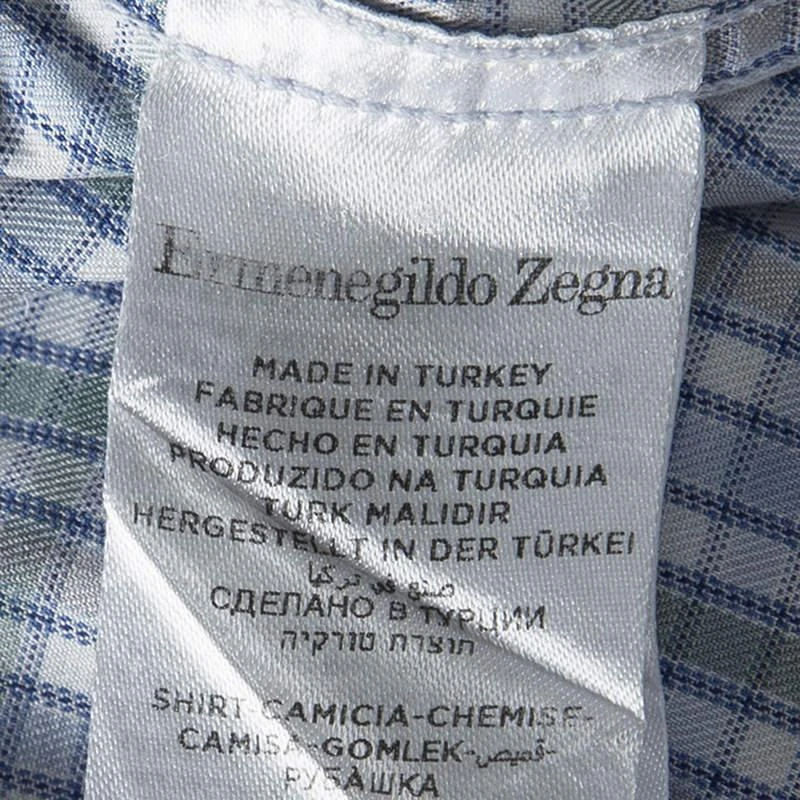 Ermenegildo Zegna
MADE IN TURKEY
FABRIQUE EN TURQUIE
HECHO EN TURQUIA
PRODUZIDO NA TURQUIA
TURK MALIDIR
HERGESTELLT IN DER TÜRKEI
صنع في تركيا
СДЕЛАНО В ТУРЦИИ
תוצרת טורקיה
SHIRT-CAMICIA-CHEMISE-
CAMISA-GOMLEK-قميص-
РУБАШКА